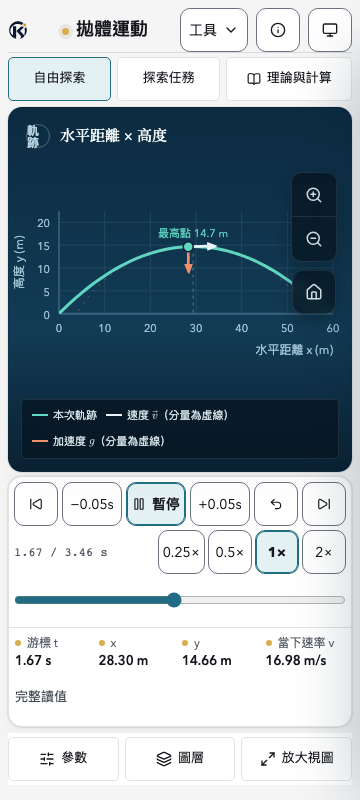 拋體運動
工具
自由探索
探索任務
理論與計算
軌跡
水平距離 × 高度
最高點 14.7 m
高度 y (m)
20
15
10
5
0
0 10 20 30 40 50 60
水平距離 x (m)
本次軌跡 速度 v⃗（分量為虛線）
加速度 g（分量為虛線）
−0.05s 暫停 +0.05s
1.67 / 3.46 s 0.25× 0.5× 1× 2×
游標 t x y 當下速率 v
1.67 s 28.30 m 14.66 m 16.98 m/s
完整讀值
參數 圖層 放大視圖